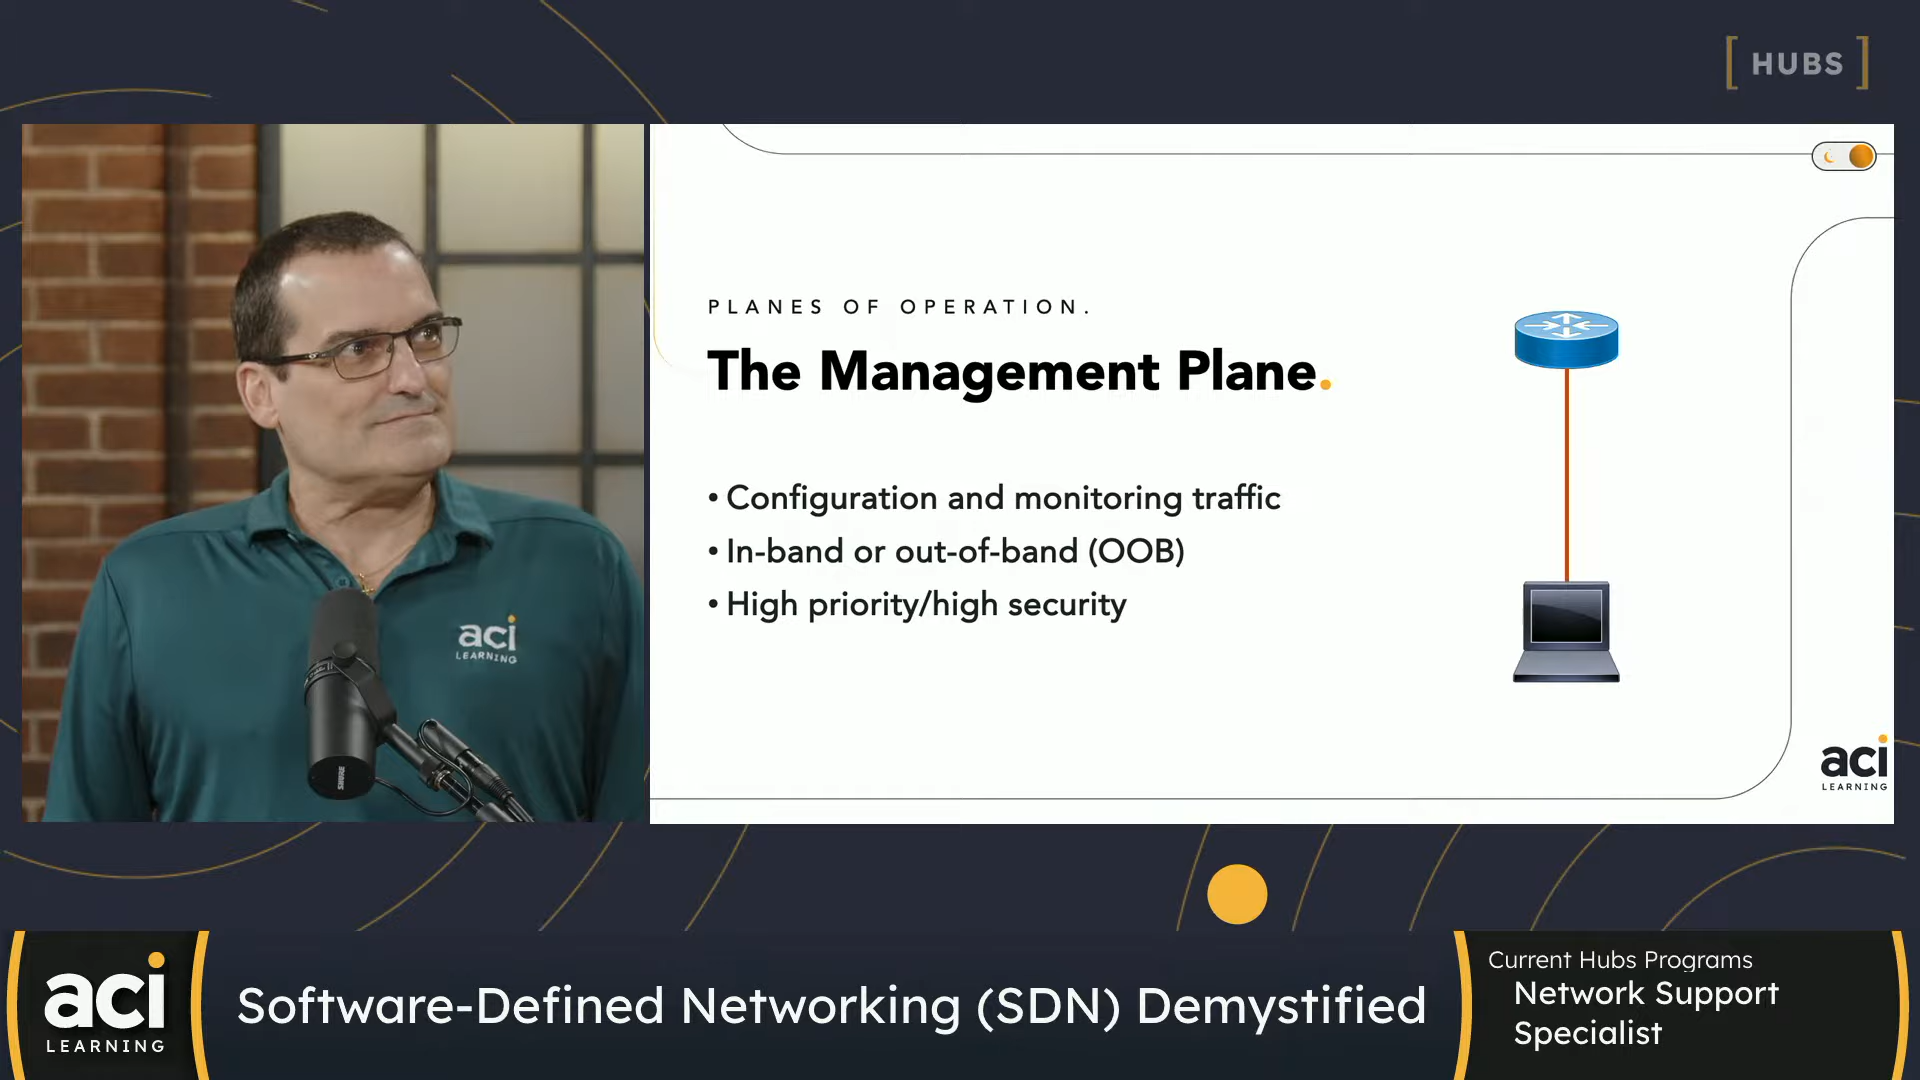 [ HUBS ]
PLANES OF OPERATION.
The Management Plane.
• Configuration and monitoring traffic
• In-band or out-of-band (OOB)
• High priority/high security
aci
LEARNING
SHURE
aci
LEARNING
aci
LEARNING
Software-Defined Networking (SDN) Demystified
Current Hubs Programs
Network Support
Specialist